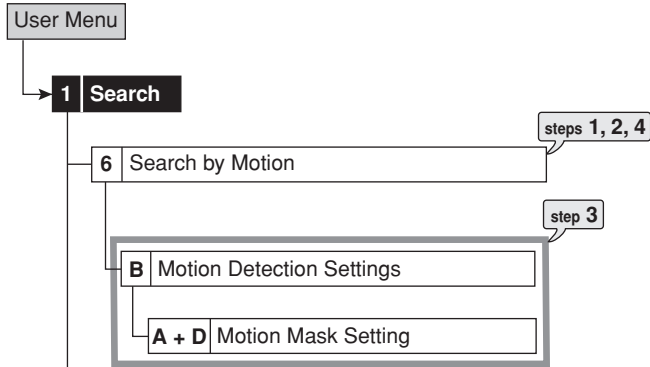 User Menu
1 Search
steps 1, 2, 4
6 Search by Motion
step 3
B Motion Detection Settings
A + D Motion Mask Setting